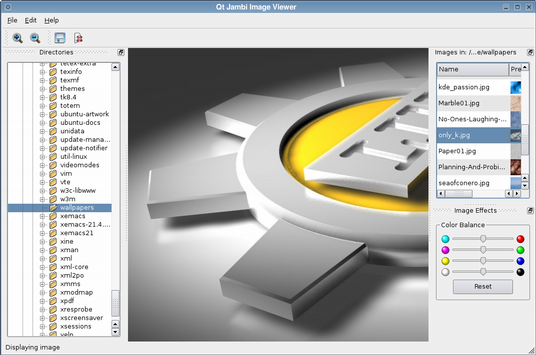 Qt Jambi Image Viewer
File Edit Help
Directories
tetex-extra
texinfo
texmf
themes
tk8.4
totem
ubuntu-artwork
ubuntu-docs
unidata
update-mana...
update-notifier
util-linux
videomodes
vim
vte
w3c-libwww
w3m
wallpapers
xemacs
xemacs-21.4....
xemacs21
xine
xman
xml
xml-core
xml2po
xmms
xmodmap
xpdf
xresprobe
xscreensaver
xsessions
yelp
Images in: /...e/wallpapers
Name Pre
kde_passion.jpg
Marble01.jpg
No-Ones-Laughing-...
only_k.jpg
Paper01.jpg
Planning-And-Probi...
seaofconero.jpg
Image Effects
Color Balance
Reset
Displaying image